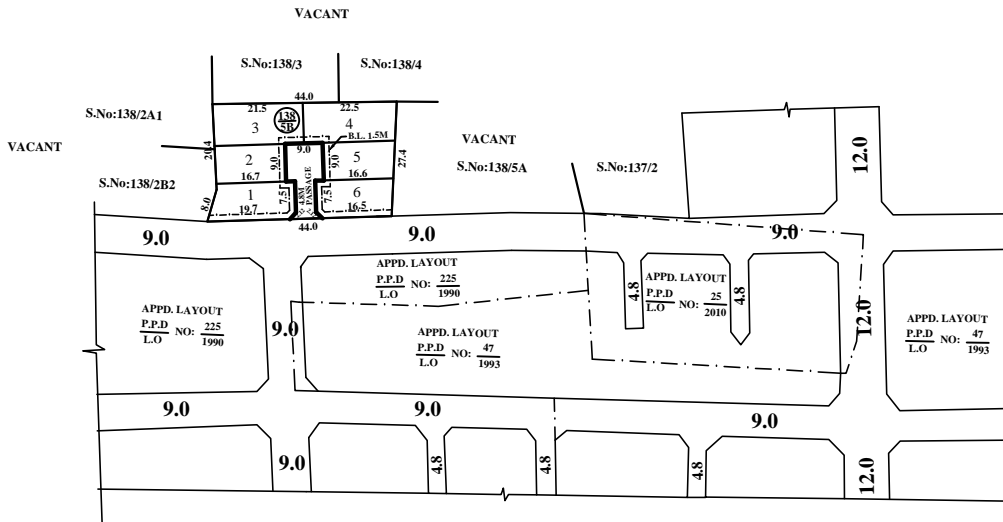 VACANT
S.No:138/3
S.No:138/4
44.0
21.5
22.5
S.No:138/2A1
138
5B
3
4
B.L. 1.5M
VACANT
20.4
9.0
VACANT
27.4
2
9.0
9.0
5
S.No:138/5A
S.No:137/2
12.0
16.7
16.6
S.No:138/2B2
PASSAGE
4.8M
8.0
1
7.5
7.5
6
19.7
16.5
44.0
9.0
9.0
9.0
APPD. LAYOUT
P.P.D
L.O
NO:
225
1990
APPD. LAYOUT
P.P.D
L.O
NO:
25
2010
4.8
4.8
APPD. LAYOUT
P.P.D
L.O
NO:
225
1990
9.0
APPD. LAYOUT
P.P.D
L.O
NO:
47
1993
12.0
APPD. LAYOUT
P.P.D
L.O
NO:
47
1993
9.0
9.0
9.0
9.0
4.8
4.8
4.8
12.0